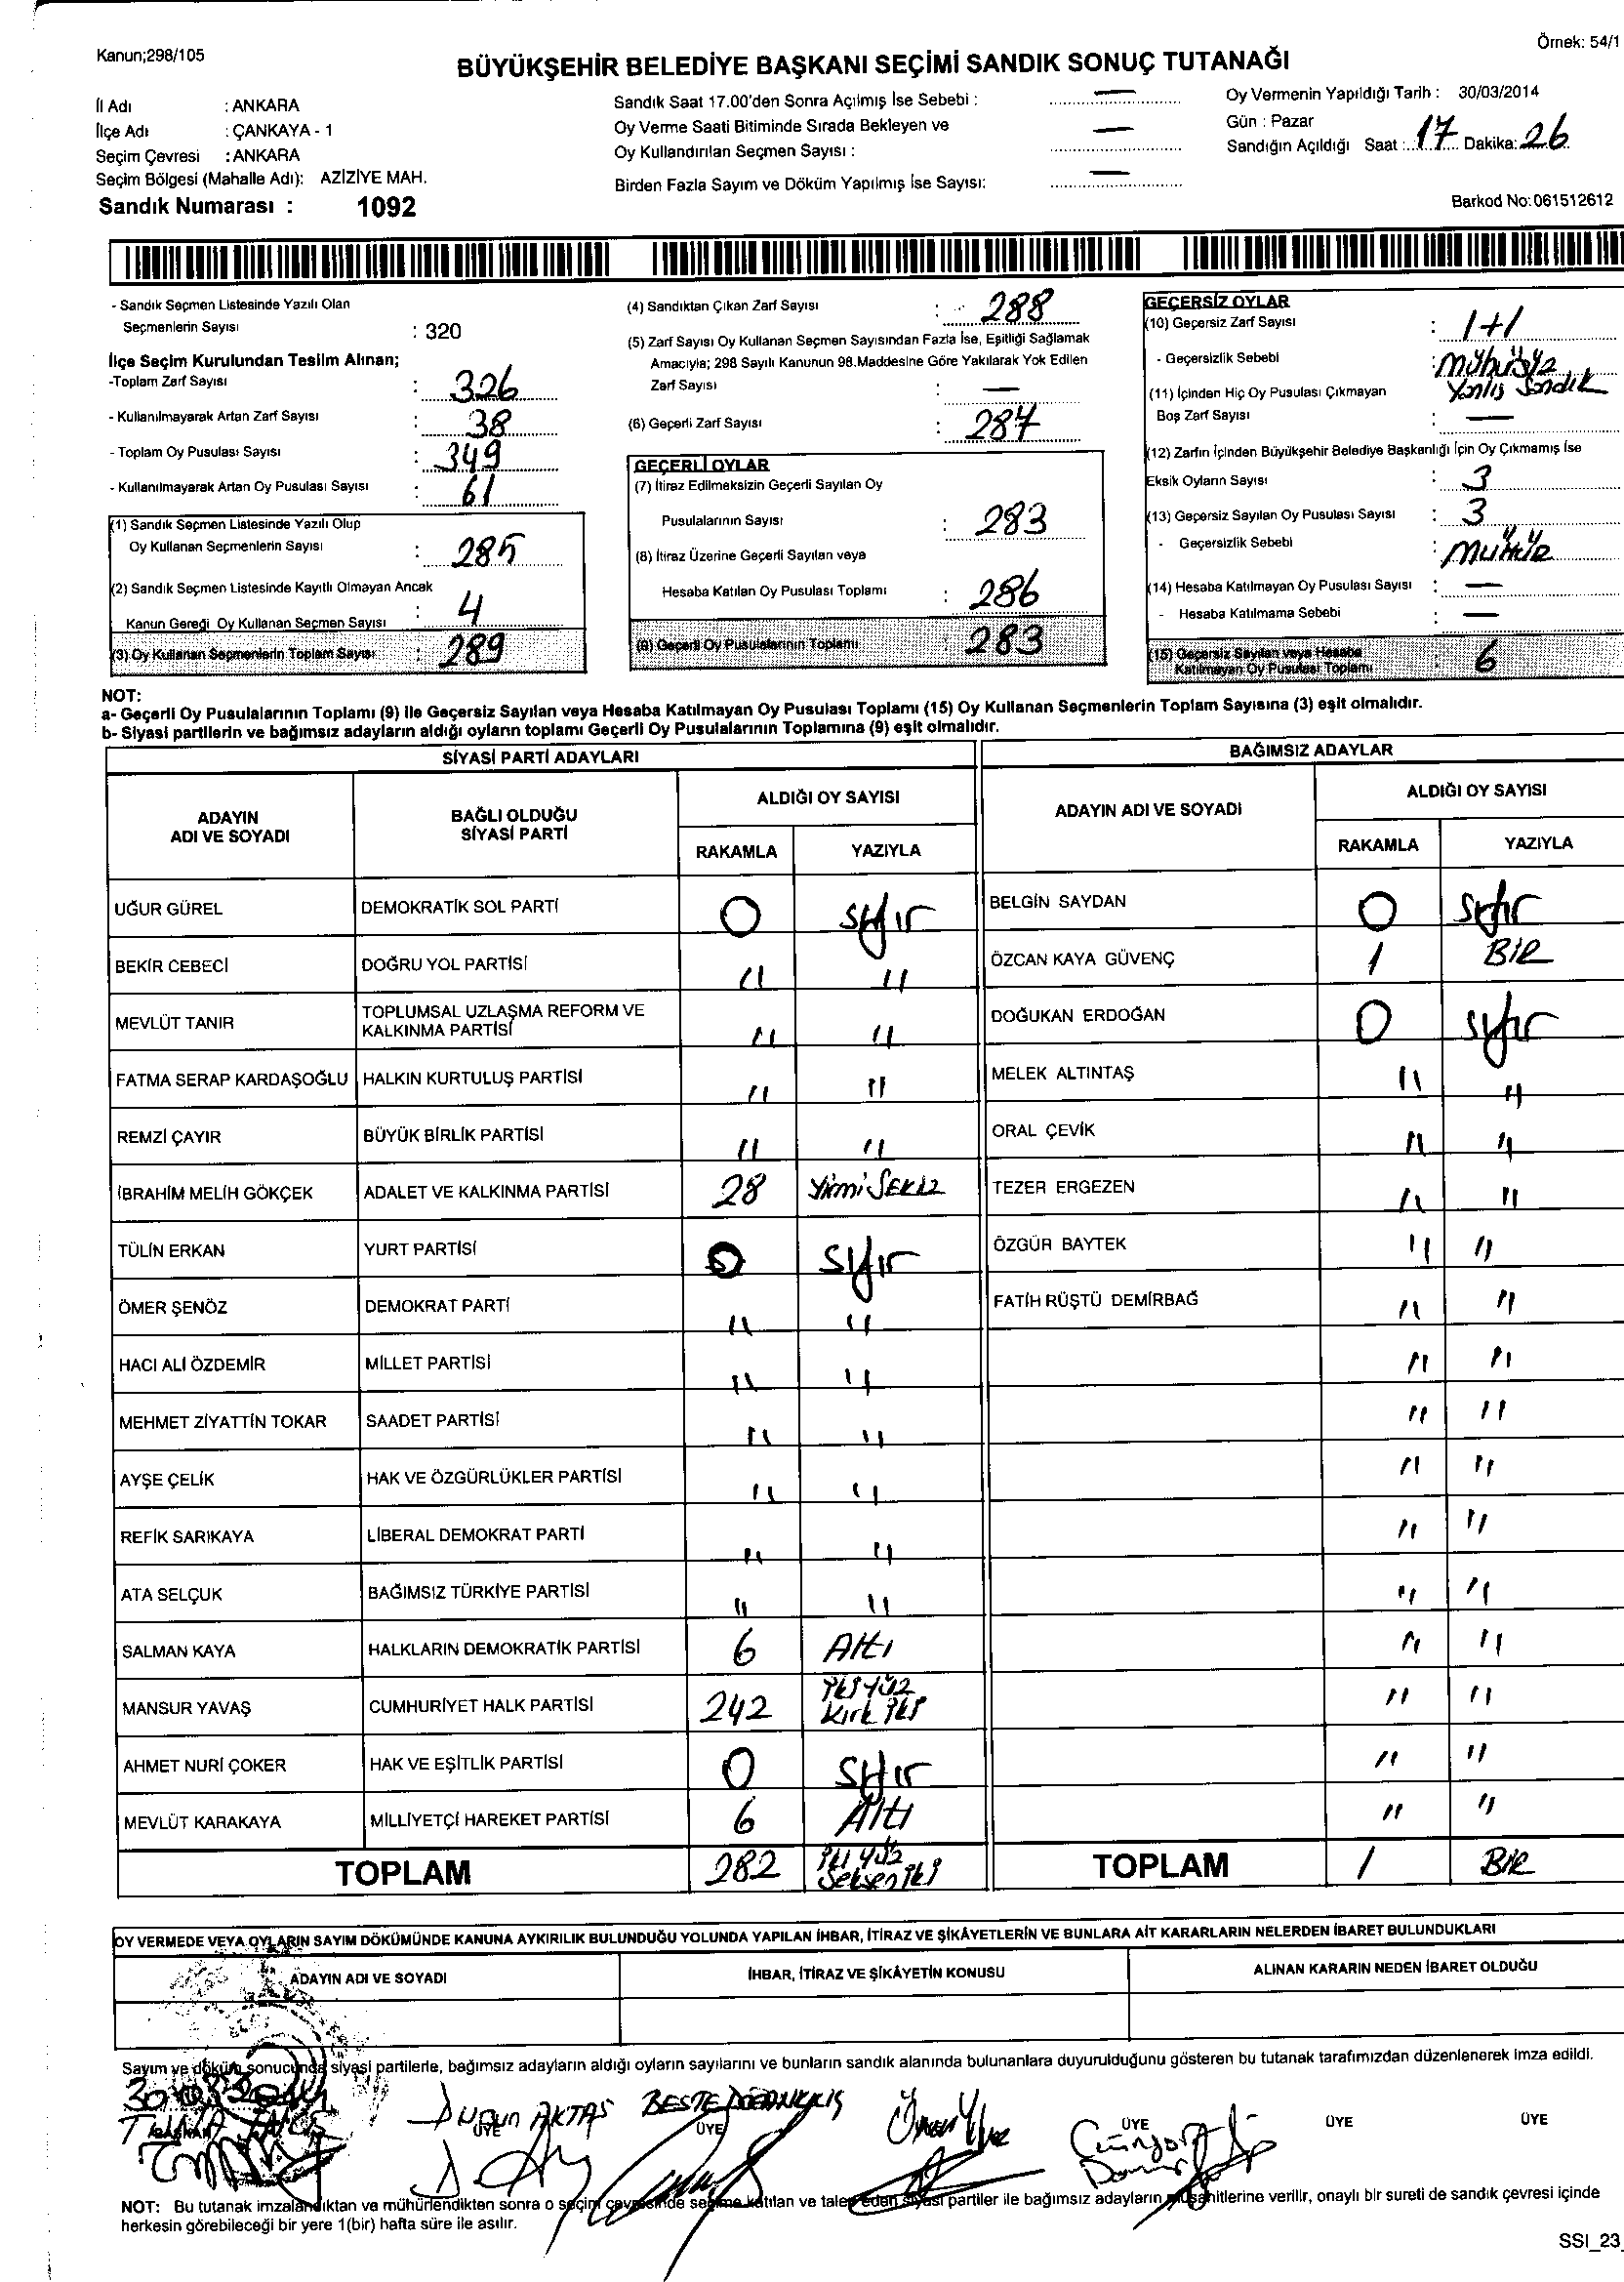 Kanun;298/105
Örnek: 54/1
BÜYÜKŞEHİR BELEDİYE BAŞKANI SEÇİMİ SANDIK SONUÇ TUTANAĞI
İl Adı : ANKARA
İlçe Adı : ÇANKAYA - 1
Seçim Çevresi : ANKARA
Seçim Bölgesi (Mahalle Adı): AZİZİYE MAH.
Sandık Numarası : 1092
Sandık Saat 17.00'den Sonra Açılmış İse Sebebi : —
Oy Verme Saati Bitiminde Sırada Bekleyen ve
Oy Kullandırılan Seçmen Sayısı : —
Birden Fazla Sayım ve Döküm Yapılmış İse Sayısı: —
Oy Vermenin Yapıldığı Tarih : 30/03/2014
Gün : Pazar
Sandığın Açıldığı Saat : 17 Dakika: 26
Barkod No: 061512612
- Sandık Seçmen Listesinde Yazılı Olan
Seçmenlerin Sayısı : 320
İlçe Seçim Kurulundan Teslim Alınan;
-Toplam Zarf Sayısı : 326
- Kullanılmayarak Artan Zarf Sayısı : 38
- Toplam Oy Pusulası Sayısı : 349
- Kullanılmayarak Artan Oy Pusulası Sayısı : 61
(1) Sandık Seçmen Listesinde Yazılı Olup
Oy Kullanan Seçmenlerin Sayısı : 285
(2) Sandık Seçmen Listesinde Kayıtlı Olmayan Ancak
Kanun Gereği Oy Kullanan Seçmen Sayısı : 4
(3) Oy Kullanan Seçmenlerin Toplam Sayısı : 289
(4) Sandıktan Çıkan Zarf Sayısı : 288
(5) Zarf Sayısı Oy Kullanan Seçmen Sayısından Fazla İse, Eşitliği Sağlamak
Amacıyla; 298 Sayılı Kanunun 98.Maddesine Göre Yakılarak Yok Edilen
Zarf Sayısı : —
(6) Geçerli Zarf Sayısı : 287
GEÇERLİ OYLAR
(7) İtiraz Edilmeksizin Geçerli Sayılan Oy
Pusulalarının Sayısı : 283
(8) İtiraz Üzerine Geçerli Sayılan veya
Hesaba Katılan Oy Pusulası Toplamı : 286
(9) Geçerli Oy Pusulalarının Toplamı : 283
GEÇERSİZ OYLAR
(10) Geçersiz Zarf Sayısı : 1+1
- Geçersizlik Sebebi : Mühürsüz
Yanlış Sandık
(11) İçinden Hiç Oy Pusulası Çıkmayan
Boş Zarf Sayısı : —
(12) Zarfın İçinden Büyükşehir Belediye Başkanlığı İçin Oy Çıkmamış İse
Eksik Oyların Sayısı : 3
(13) Geçersiz Sayılan Oy Pusulası Sayısı : 3
- Geçersizlik Sebebi : MÜHÜR
(14) Hesaba Katılmayan Oy Pusulası Sayısı : —
- Hesaba Katılmama Sebebi : —
(15) Geçersiz Sayılan veya Hesaba
Katılmayan Oy Pusulası Toplamı : 6
NOT:
a- Geçerli Oy Pusulalarının Toplamı (9) ile Geçersiz Sayılan veya Hesaba Katılmayan Oy Pusulası Toplamı (15) Oy Kullanan Seçmenlerin Toplam Sayısına (3) eşit olmalıdır.
b- Siyasi partilerin ve bağımsız adayların aldığı oyların toplamı Geçerli Oy Pusulalarının Toplamına (9) eşit olmalıdır.
SİYASİ PARTİ ADAYLARI
ADAYIN
ADI VE SOYADI
BAĞLI OLDUĞU
SİYASİ PARTİ
ALDIĞI OY SAYISI
RAKAMLA YAZIYLA
UĞUR GÜREL DEMOKRATİK SOL PARTİ 0 sıfır
BEKİR CEBECİ DOĞRU YOL PARTİSİ " "
MEVLÜT TANIR TOPLUMSAL UZLAŞMA REFORM VE
KALKINMA PARTİSİ " "
FATMA SERAP KARDAŞOĞLU HALKIN KURTULUŞ PARTİSİ " "
REMZİ ÇAYIR BÜYÜK BİRLİK PARTİSİ " "
İBRAHİM MELİH GÖKÇEK ADALET VE KALKINMA PARTİSİ 28 Yirmi Sekiz
TÜLİN ERKAN YURT PARTİSİ 0 sıfır
ÖMER ŞENÖZ DEMOKRAT PARTİ " "
HACI ALİ ÖZDEMİR MİLLET PARTİSİ " "
MEHMET ZİYATTİN TOKAR SAADET PARTİSİ " "
AYŞE ÇELİK HAK VE ÖZGÜRLÜKLER PARTİSİ " "
REFİK SARIKAYA LİBERAL DEMOKRAT PARTİ " "
ATA SELÇUK BAĞIMSIZ TÜRKİYE PARTİSİ " "
SALMAN KAYA HALKLARIN DEMOKRATİK PARTİSİ 6 Altı
MANSUR YAVAŞ CUMHURİYET HALK PARTİSİ 242 İki yüz
Kırk iki
AHMET NURİ ÇOKER HAK VE EŞİTLİK PARTİSİ 0 sıfır
MEVLÜT KARAKAYA MİLLİYETÇİ HAREKET PARTİSİ 6 Altı
TOPLAM 282 İki yüz
Seksen iki
BAĞIMSIZ ADAYLAR
ADAYIN ADI VE SOYADI
ALDIĞI OY SAYISI
RAKAMLA YAZIYLA
BELGİN SAYDAN 0 sıfır
ÖZCAN KAYA GÜVENÇ 1 BİR
DOĞUKAN ERDOĞAN 0 sıfır
MELEK ALTINTAŞ " "
ORAL ÇEVİK " "
TEZER ERGEZEN " "
ÖZGÜR BAYTEK " "
FATİH RÜŞTÜ DEMİRBAĞ " "
" "
" "
" "
" "
" "
" "
" "
" "
" "
TOPLAM 1 BİR
OY VERMEDE VEYA OYLARIN SAYIM DÖKÜMÜNDE KANUNA AYKIRILIK BULUNDUĞU YOLUNDA YAPILAN İHBAR, İTİRAZ VE ŞİKÂYETLERİN VE BUNLARA AİT KARARLARIN NELERDEN İBARET BULUNDUKLARI
ADAYIN ADI VE SOYADI İHBAR, İTİRAZ VE ŞİKÂYETİN KONUSU ALINAN KARARIN NEDEN İBARET OLDUĞU
Sayım ve döküm sonucunda siyasi partilerle, bağımsız adayların aldığı oyların sayılarını ve bunların sandık alanında bulunanlara duyurulduğunu gösteren bu tutanak tarafımızdan düzenlenerek imza edildi.
AKTAŞ BESTE
BAŞKAN ÜYE ÜYE ÜYE ÜYE ÜYE
NOT: Bu tutanak imzalandıktan ve mühürlendikten sonra o seçim çevresinde seçime katılan ve talep eden siyasi partiler ile bağımsız adayların müşahitlerine verilir, onaylı bir sureti de sandık çevresi içinde
herkesin görebileceği bir yere 1(bir) hafta süre ile asılır.
SSI_23_